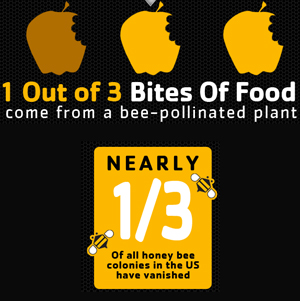 1 Out of 3 Bites Of Food
come from a bee-pollinated plant
NEARLY
1/3
Of all honey bee
colonies in the US
have vanished